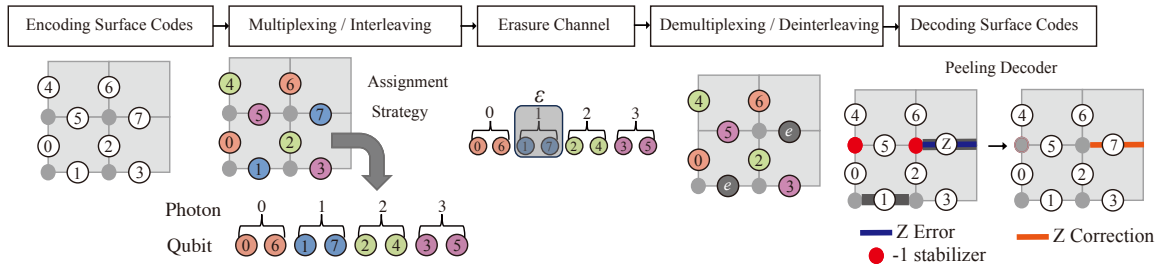 Encoding Surface Codes
Multiplexing / Interleaving
Erasure Channel
Demultiplexing / Deinterleaving
Decoding Surface Codes
4 6
5 7
0 2
1 3
4 6
5 7
0 2
1 3
Assignment
Strategy
Photon 0 1 2 3
Qubit 0 6 1 7 2 4 3 5
ε
0 1 2 3
0 6 1 7 2 4 3 5
4 6
5 e
0 2
e 3
Peeling Decoder
4 6
5 Z
0 2
1 3
4 6
5 7
0 2
1 3
Z Error
-1 stabilizer
Z Correction